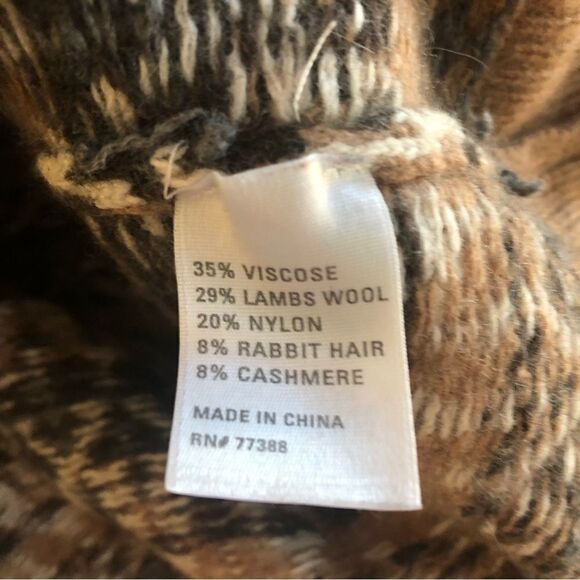 35% VISCOSE
29% LAMBS WOOL
20% NYLON
8% RABBIT HAIR
8% CASHMERE
MADE IN CHINA
RN# 77388